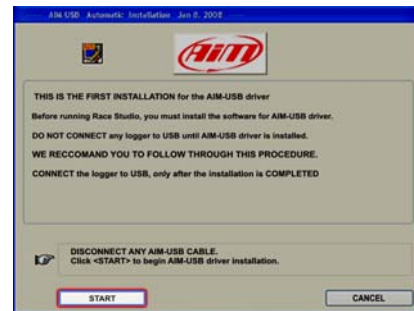 AIM-USB Automatic Installation Jan 8, 2008
AiM
THIS IS THE FIRST INSTALLATION for the AIM-USB driver
Before running Race Studio, you must install the software for AIM-USB driver.
DO NOT CONNECT any logger to USB until AIM-USB driver is installed.
WE RECCOMAND YOU TO FOLLOW THROUGH THIS PROCEDURE.
CONNECT the logger to USB, only after the installation is COMPLETED
DISCONNECT ANY AIM-USB CABLE.
Click <START> to begin AIM-USB driver installation.
START CANCEL